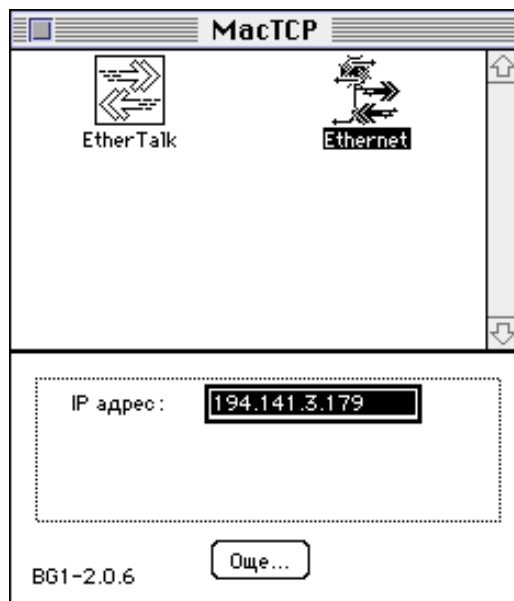 MacTCP
EtherTalk
Ethernet
IP адрес:
194.141.3.179
Още...
BG1-2.0.6